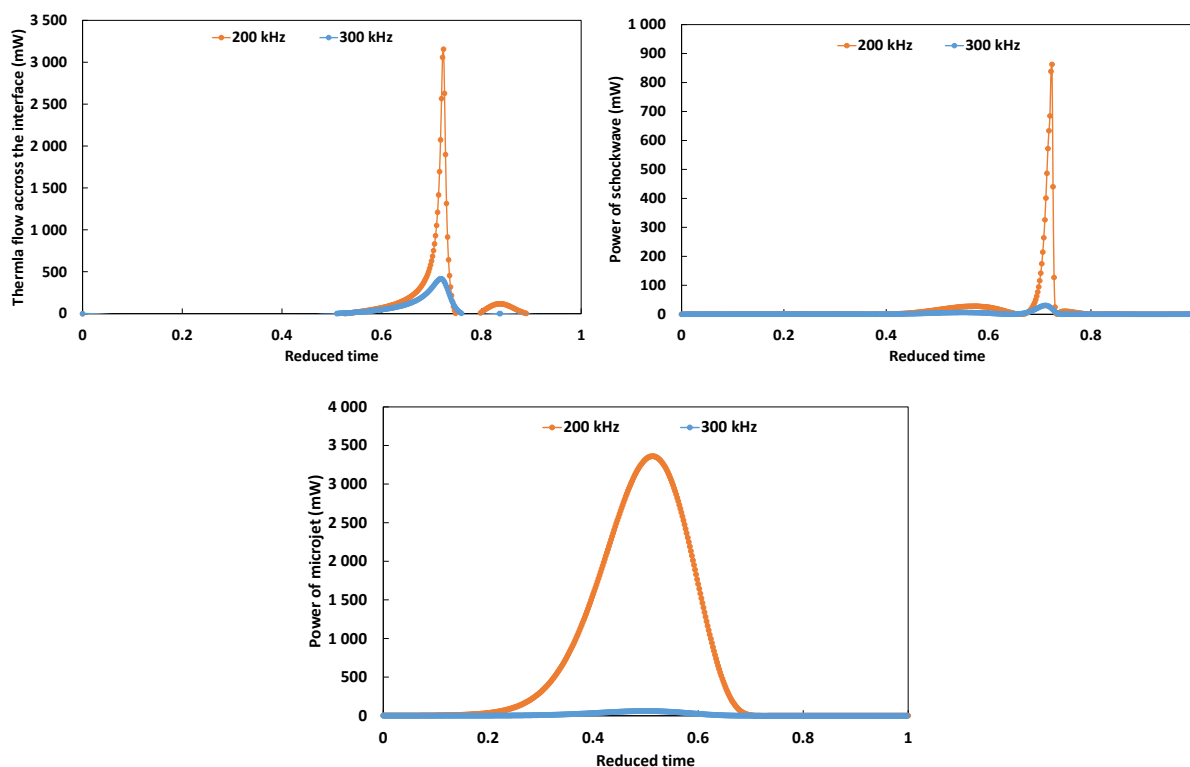 Thermla flow accross the interface (mW)
3 500
3 000
2 500
2 000
1 500
1 000
500
0
200 kHz 300 kHz
0 0.2 0.4 0.6 0.8 1
Reduced time
Power of schockwave (mW)
1 000
900
800
700
600
500
400
300
200
100
0
200 kHz 300 kHz
0 0.2 0.4 0.6 0.8
Reduced time
Power of microjet (mW)
4 000
3 500
3 000
2 500
2 000
1 500
1 000
500
0
200 kHz 300 kHz
0 0.2 0.4 0.6 0.8 1
Reduced time